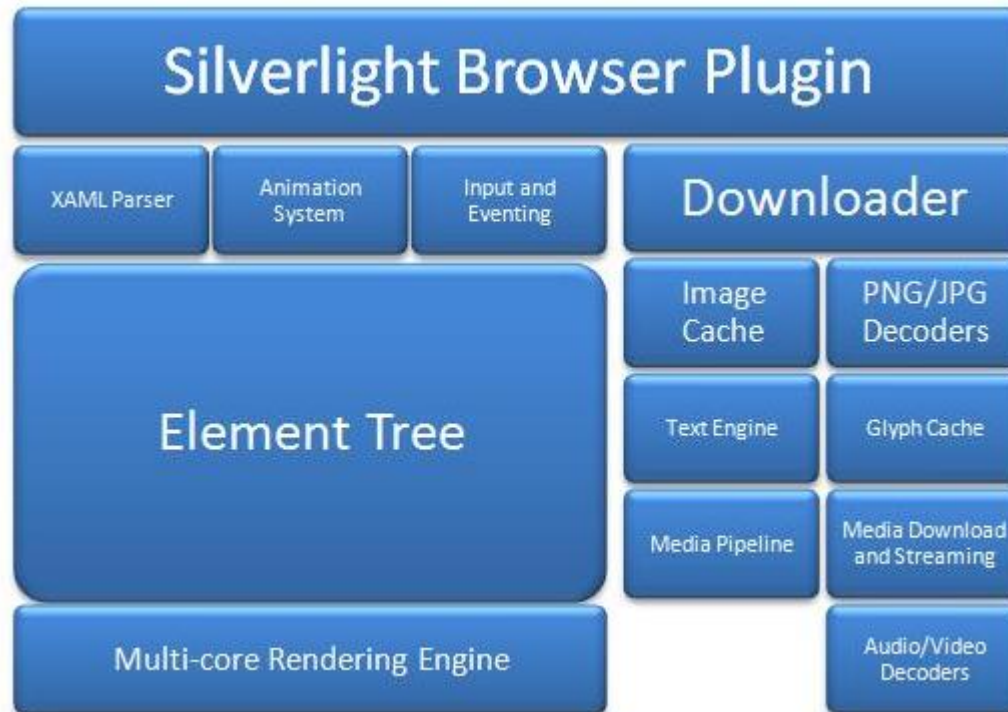 Silverlight Browser Plugin
XAML Parser
Animation
System
Input and
Eventing
Downloader
Element Tree
Image
Cache
PNG/JPG
Decoders
Text Engine
Glyph Cache
Media Pipeline
Media Download
and Streaming
Multi-core Rendering Engine
Audio/Video
Decoders